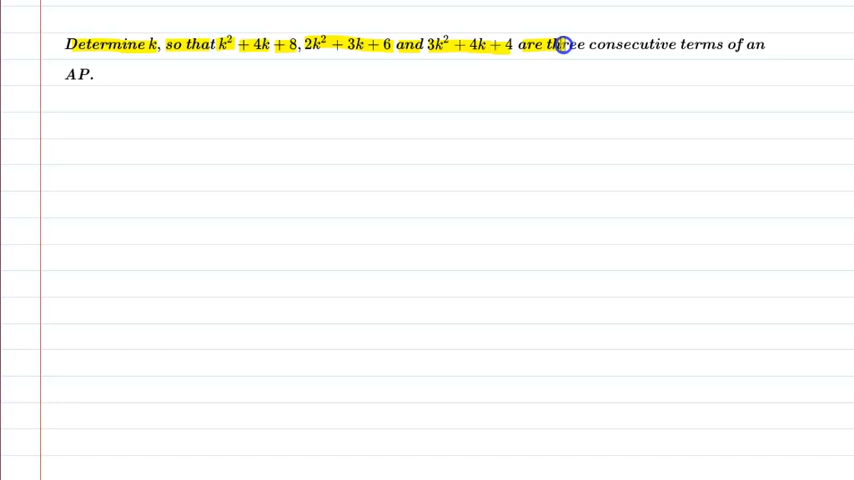 Determine k, so that k² + 4k + 8, 2k² + 3k + 6 and 3k² + 4k + 4 are three consecutive terms of an
AP.